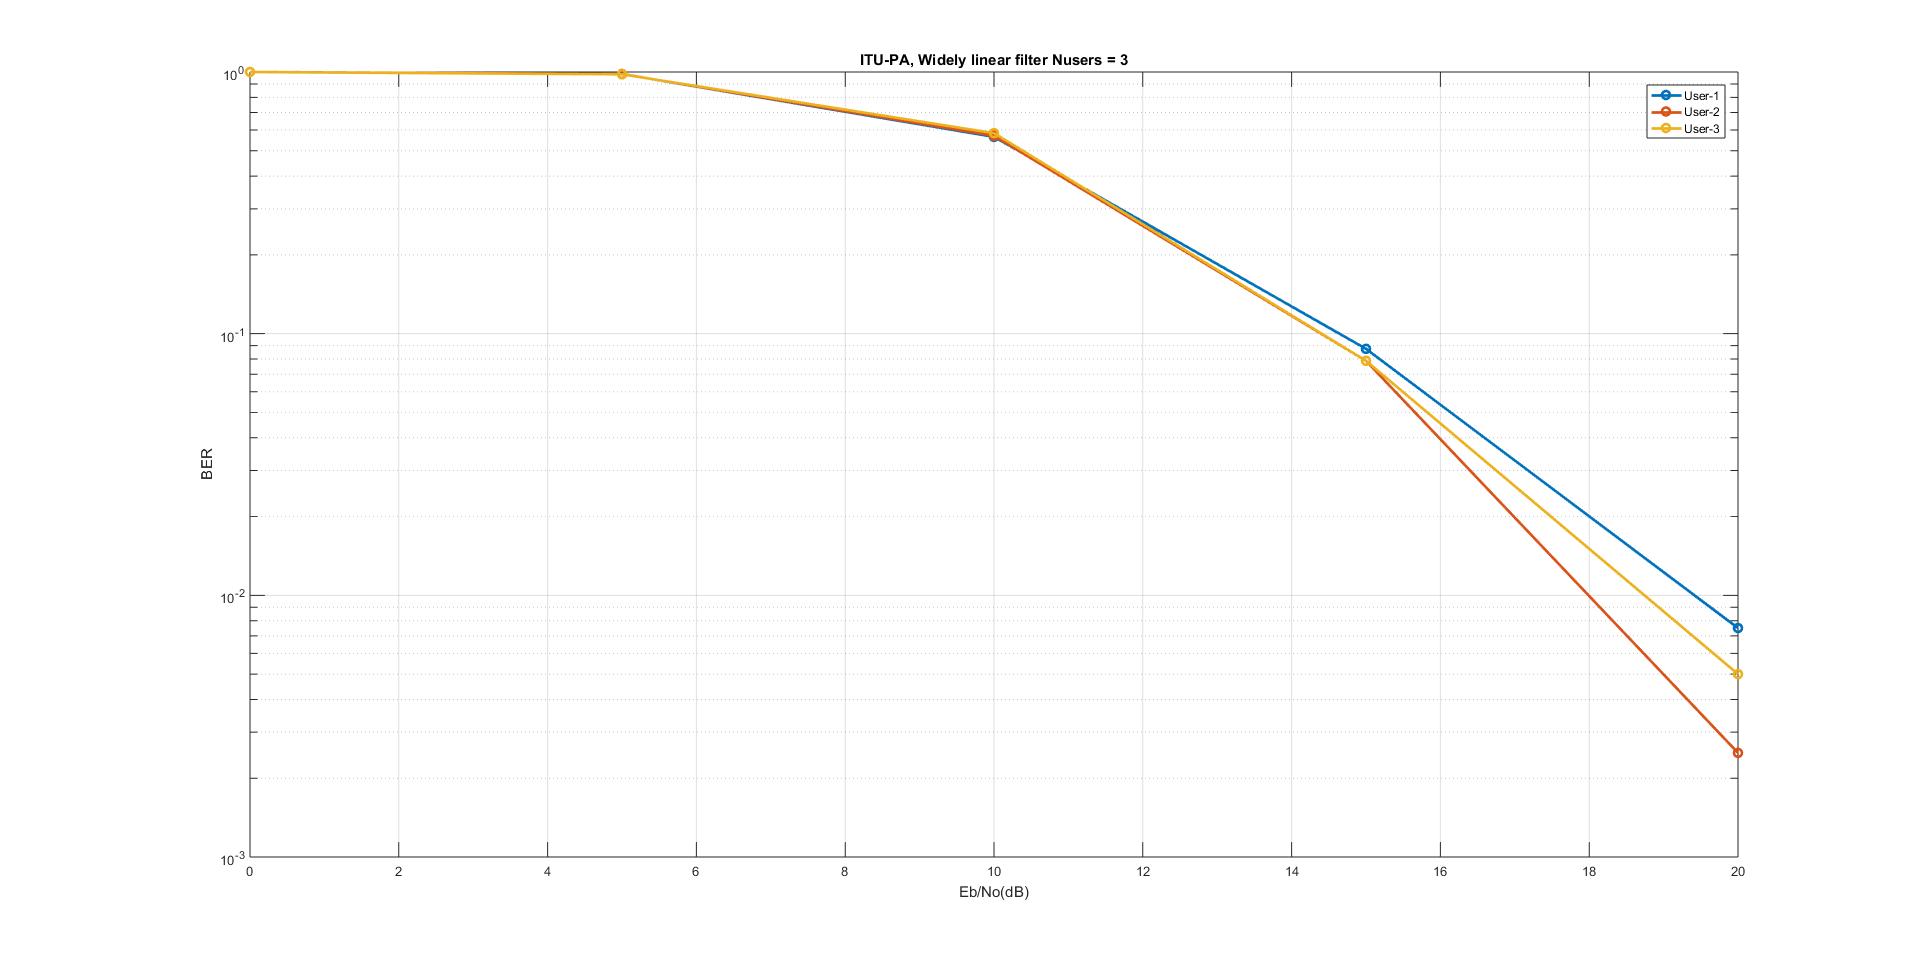 ITU-PA, Widely linear filter Nusers = 3
10^0
User-1
User-2
User-3
10^-1
BER
10^-2
10^-3
0 2 4 6 8 10 12 14 16 18 20
Eb/No(dB)